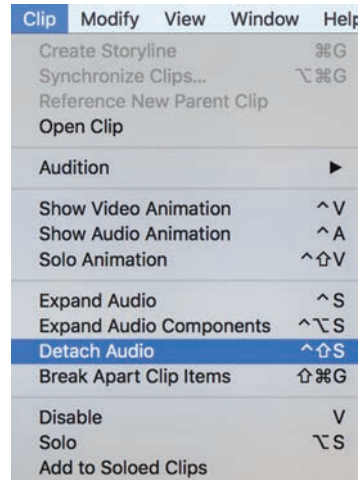 Clip Modify View Window Help
Create Storyline ⌘G
Synchronize Clips... ⌥⌘G
Reference New Parent Clip
Open Clip
Audition ▶
Show Video Animation ^V
Show Audio Animation ^A
Solo Animation ^⇧V
Expand Audio ^S
Expand Audio Components ^⌥S
Detach Audio ^⇧S
Break Apart Clip Items ⇧⌘G
Disable V
Solo ⌥S
Add to Soloed Clips